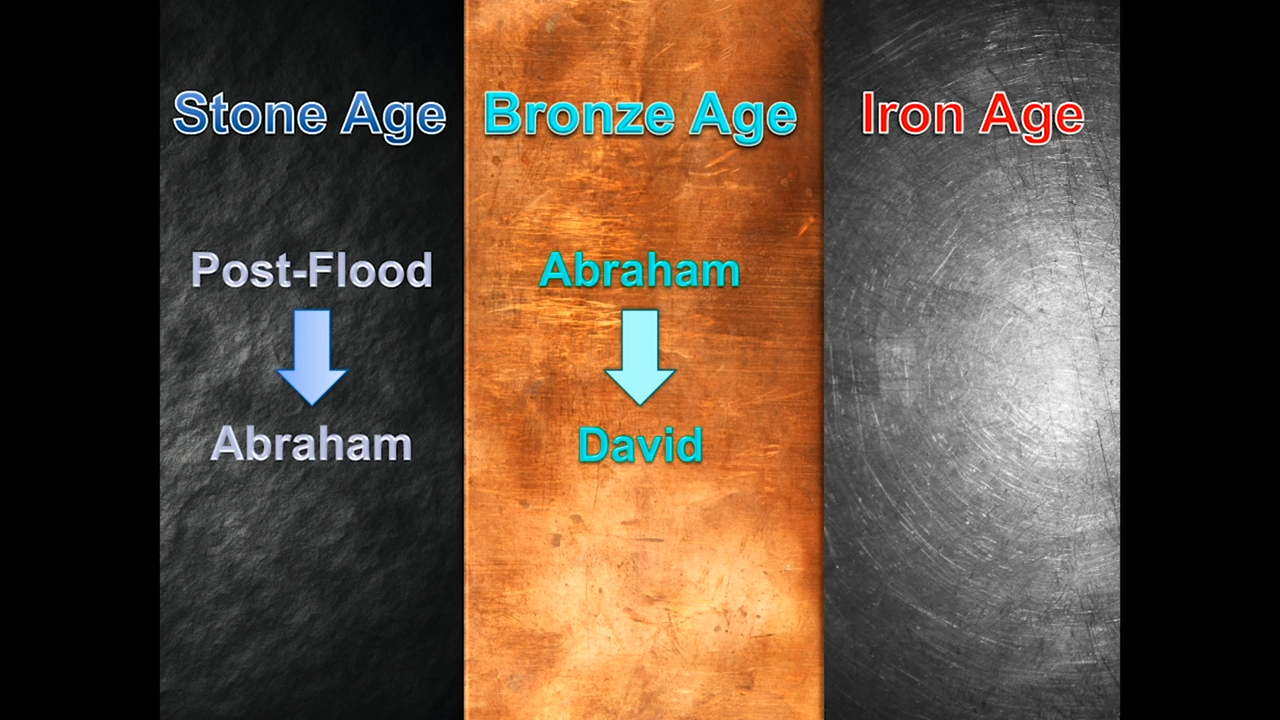 Stone Age
Post-Flood
Abraham
Bronze Age
Abraham
David
Iron Age